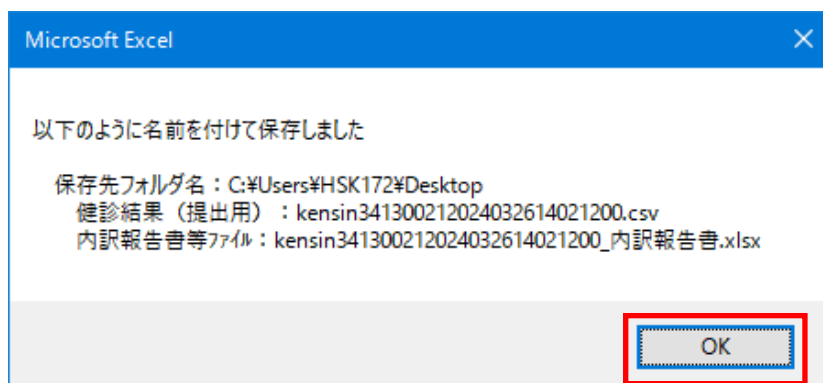 Microsoft Excel
以下のように名前を付けて保存しました
保存先フォルダ名：C:¥Users¥HSK172¥Desktop
健診結果（提出用）：kensin3413002120240326140212​00.csv
内訳報告書等ﾌｧｲﾙ：kensin341300212024032614021200_内訳報告書.xlsx
OK